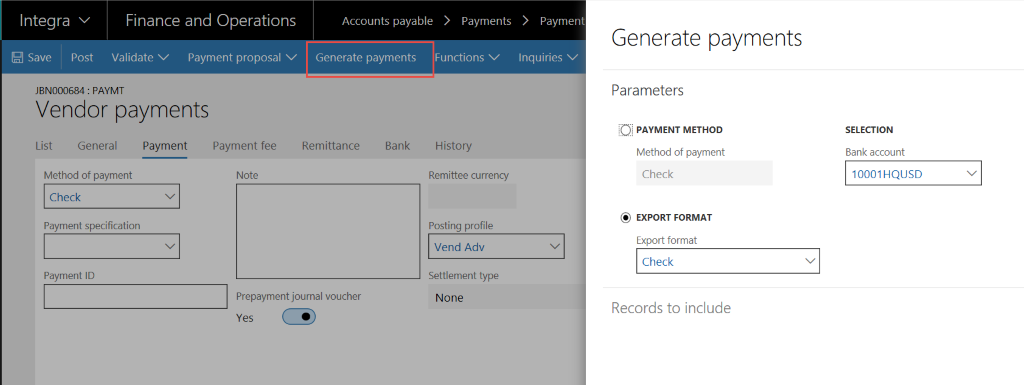 Integra Finance and Operations Accounts payable > Payments > Payment
Save Post Validate Payment proposal Generate payments Functions Inquiries
JBN000684 : PAYMT
Vendor payments
List General Payment Payment fee Remittance Bank History
Method of payment Note Remittee currency
Check
Payment specification Posting profile
Vend Adv
Payment ID Settlement type
None
Prepayment journal voucher
Yes
Generate payments
Parameters
PAYMENT METHOD SELECTION
Method of payment Bank account
Check 10001HQUSD
EXPORT FORMAT
Export format
Check
Records to include